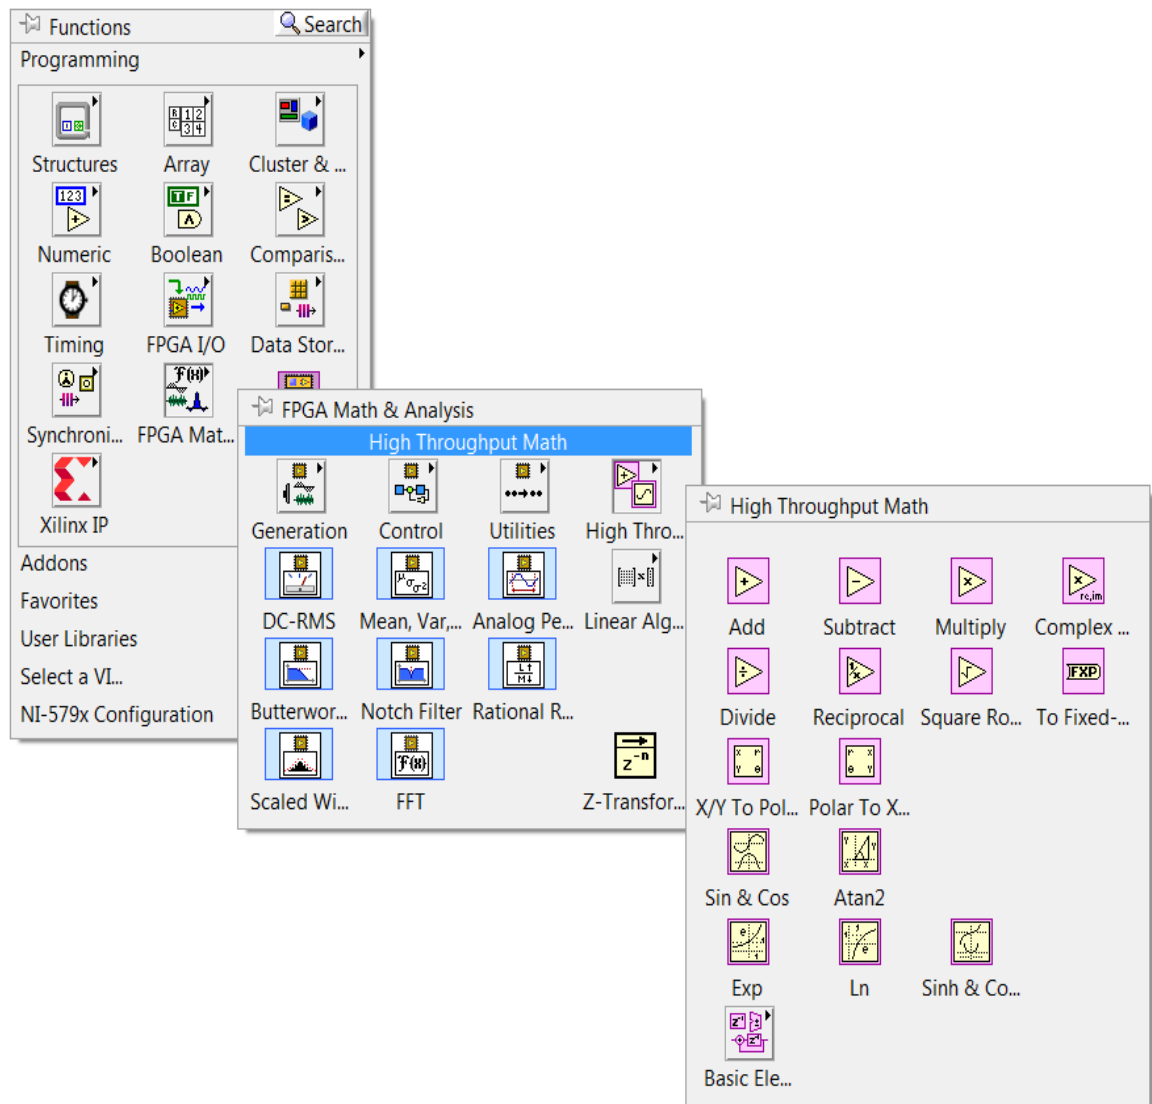 Functions
Search
Programming
Structures
Array
Cluster & ...
Numeric
Boolean
Comparis...
Timing
FPGA I/O
Data Stor...
Synchroni...
FPGA Mat...
Xilinx IP
Addons
Favorites
User Libraries
Select a VI...
NI-579x Configuration
FPGA Math & Analysis
High Throughput Math
Generation
Control
Utilities
High Thro...
DC-RMS
Mean, Var,...
Analog Pe...
Linear Alg...
Butterwor...
Notch Filter
Rational R...
Scaled Wi...
FFT
Z-Transfor...
High Throughput Math
Add
Subtract
Multiply
Complex ...
Divide
Reciprocal
Square Ro...
To Fixed-...
X/Y To Pol...
Polar To X...
Sin & Cos
Atan2
Exp
Ln
Sinh & Co...
Basic Ele...